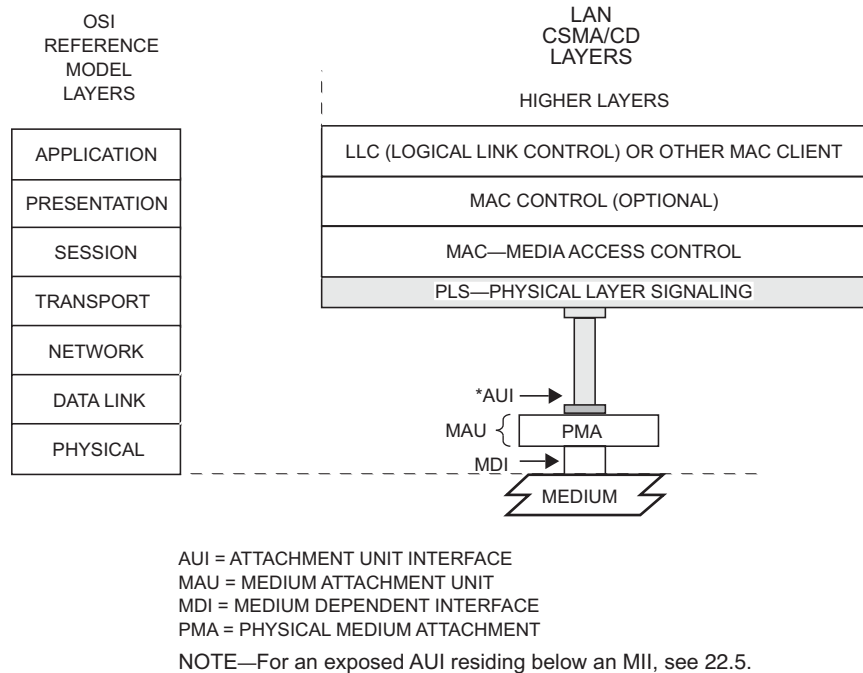 OSI
REFERENCE
MODEL
LAYERS
APPLICATION
PRESENTATION
SESSION
TRANSPORT
NETWORK
DATA LINK
PHYSICAL
LAN
CSMA/CD
LAYERS
HIGHER LAYERS
LLC (LOGICAL LINK CONTROL) OR OTHER MAC CLIENT
MAC CONTROL (OPTIONAL)
MAC—MEDIA ACCESS CONTROL
PLS—PHYSICAL LAYER SIGNALING
*AUI
MAU
PMA
MDI
MEDIUM
AUI = ATTACHMENT UNIT INTERFACE
MAU = MEDIUM ATTACHMENT UNIT
MDI = MEDIUM DEPENDENT INTERFACE
PMA = PHYSICAL MEDIUM ATTACHMENT
NOTE—For an exposed AUI residing below an MII, see 22.5.